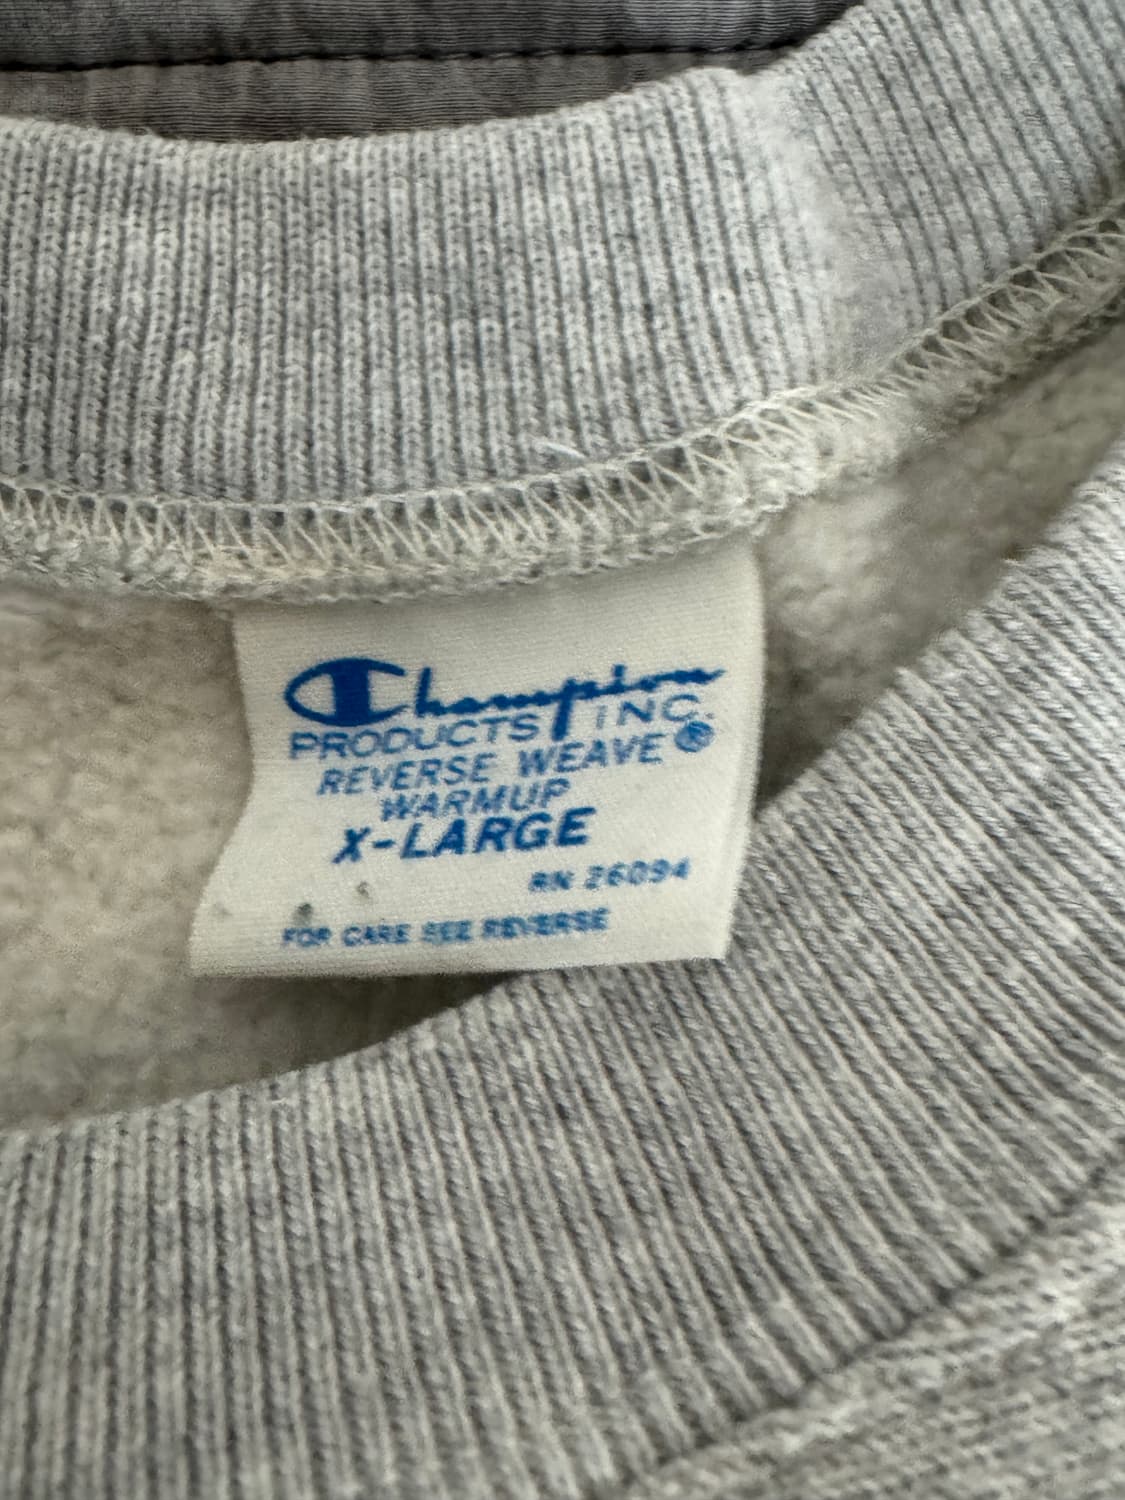 Champion
PRODUCTS INC.
REVERSE WEAVE ®
WARMUP
X-LARGE
RN 26094
FOR CARE SEE REVERSE